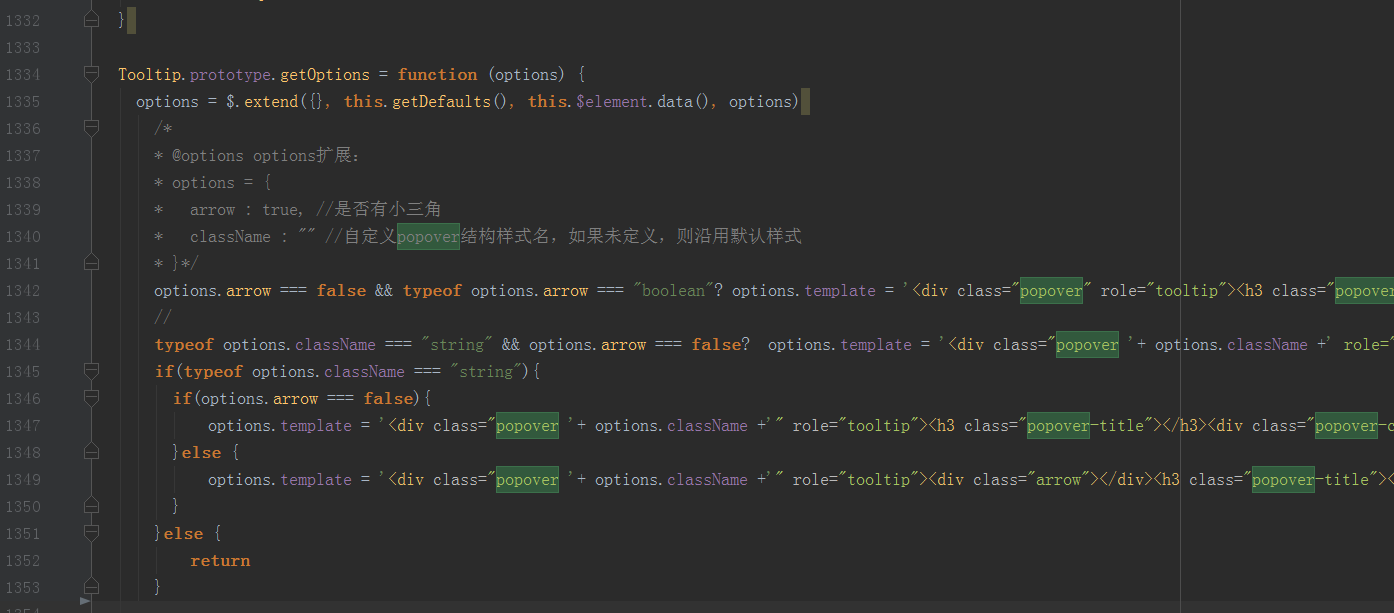 1332 }
1333
1334 Tooltip.prototype.getOptions = function (options) {
1335 options = $.extend({}, this.getDefaults(), this.$element.data(), options)
1336 /*
1337 * @options options扩展:
1338 * options = {
1339 * arrow : true, //是否有小三角
1340 * className : "" //自定义popover结构样式名，如果未定义，则沿用默认样式
1341 * }*/
1342 options.arrow === false && typeof options.arrow === "boolean"? options.template = '<div class="popover" role="tooltip"><h3 class="popover
1343 //
1344 typeof options.className === "string" && options.arrow === false? options.template = '<div class="popover '+ options.className +' role="
1345 if(typeof options.className === "string"){
1346 if(options.arrow === false){
1347 options.template = '<div class="popover '+ options.className +'" role="tooltip"><h3 class="popover-title"></h3><div class="popover-c
1348 }else {
1349 options.template = '<div class="popover '+ options.className +'" role="tooltip"><div class="arrow"></div><h3 class="popover-title"><
1350 }
1351 }else {
1352 return
1353 }